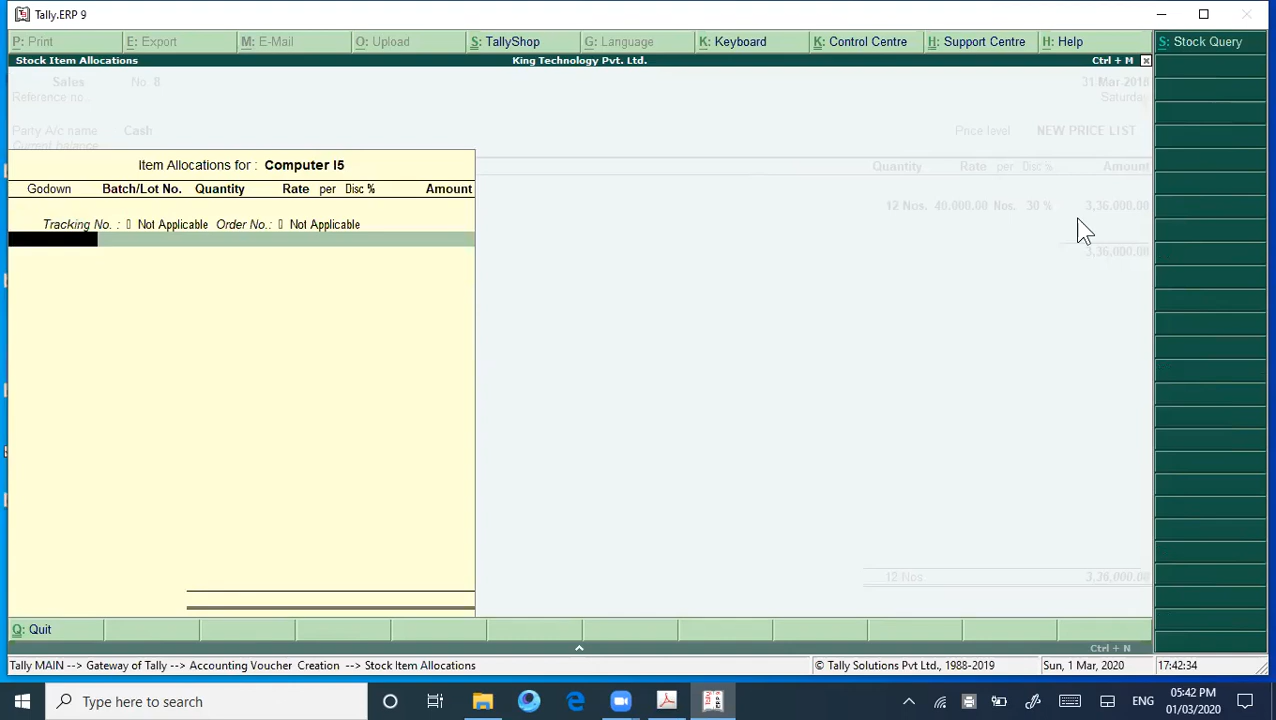 Tally.ERP 9
P: Print E: Export M: E-Mail O: Upload S: TallyShop G: Language K: Keyboard K: Control Centre H: Support Centre H: Help S: Stock Query
Stock Item Allocations King Technology Pvt. Ltd. Ctrl + M
Sales No. 8 31 Mar 2018
Reference no.: Saturday
Party A/c name Cash Price level NEW PRICE LIST
Current balance
Item Allocations for : Computer I5
Quantity Rate per Disc % Amount
Godown Batch/Lot No. Quantity Rate per Disc % Amount
12 Nos. 40,000.00 Nos. 30 % 3,36,000.00
Tracking No. : Not Applicable Order No.: Not Applicable
3,36,000.00
12 Nos. 3,36,000.00
Q: Quit
Ctrl + N
Tally MAIN --> Gateway of Tally --> Accounting Voucher Creation --> Stock Item Allocations © Tally Solutions Pvt Ltd., 1988-2019 Sun, 1 Mar, 2020 17:42:34
Type here to search ENG 05:42 PM
01/03/2020